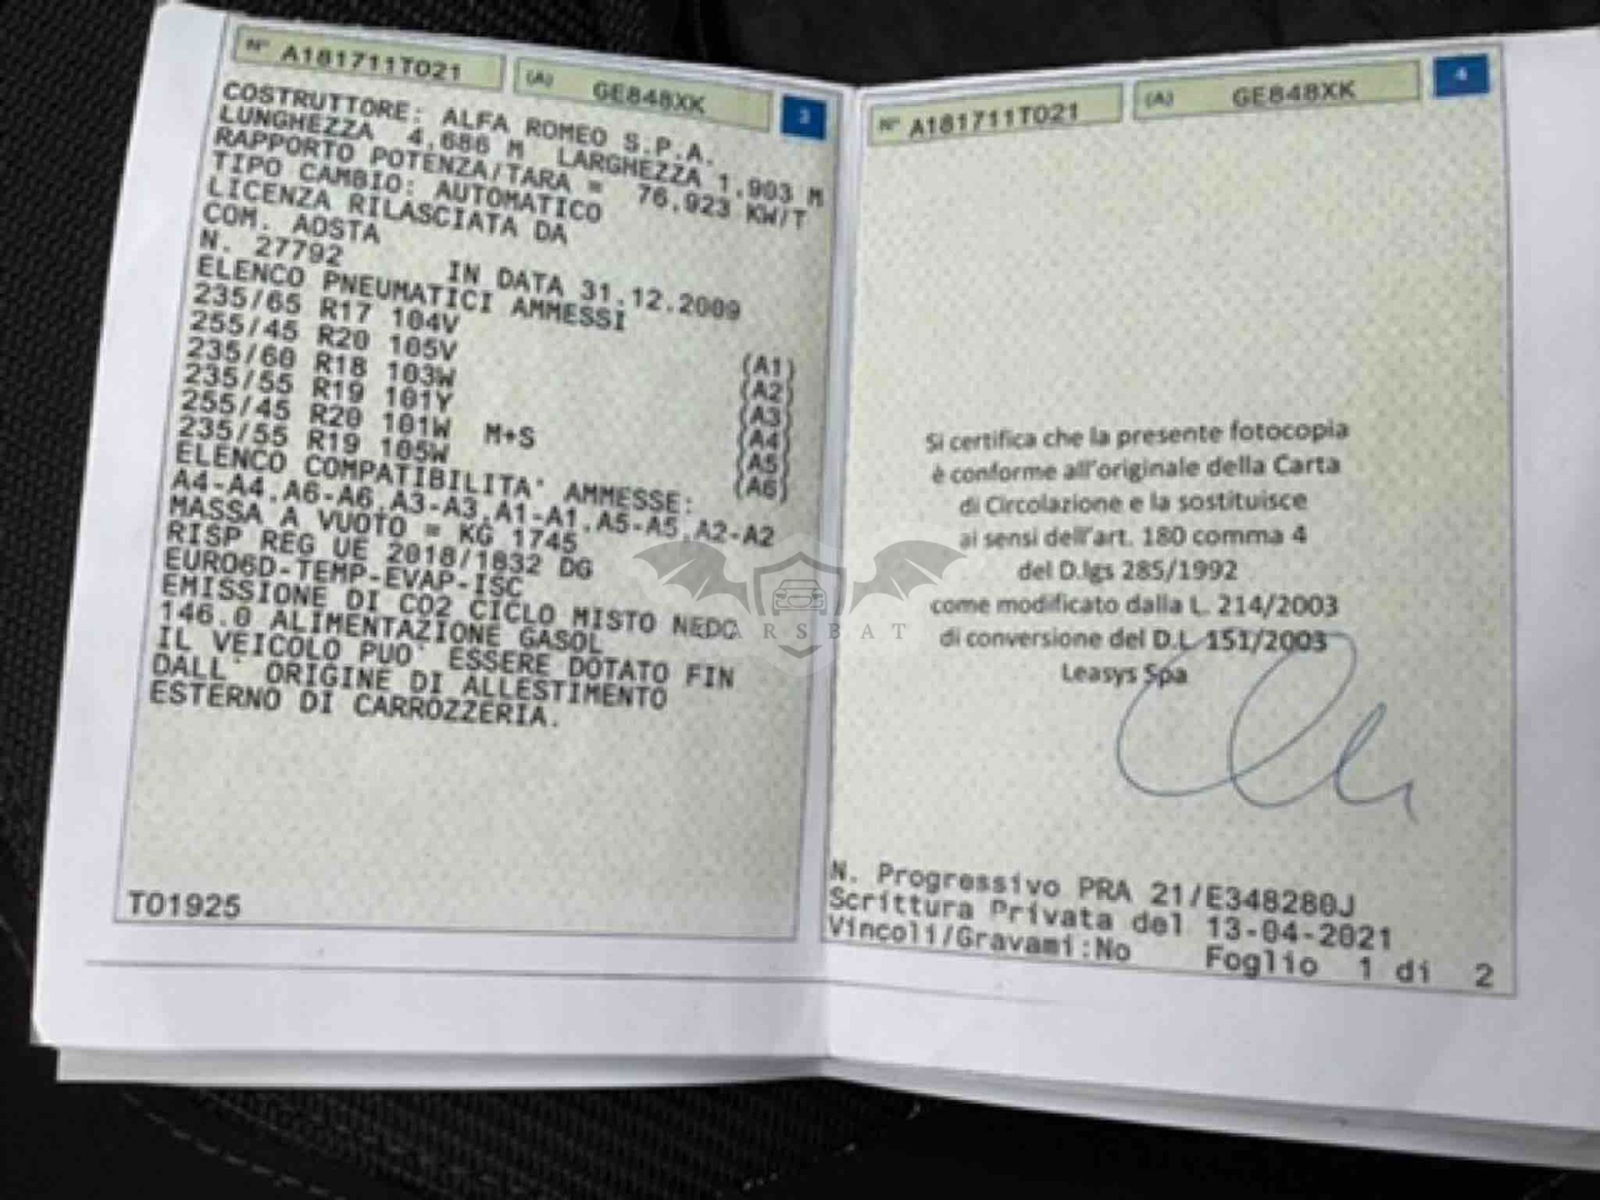 N° A181711T021 (A) GE848XK 3
COSTRUTTORE: ALFA ROMEO S.P.A.
LUNGHEZZA 4.686 M LARGHEZZA 1.903 M
RAPPORTO POTENZA/TARA = 76.923 KW/T
TIPO CAMBIO: AUTOMATICO
LICENZA RILASCIATA DA
COM. AOSTA
N. 27792 IN DATA 31.12.2009
ELENCO PNEUMATICI AMMESSI
235/65 R17 104V (A1)
255/45 R20 105V (A2)
235/60 R18 103W (A3)
235/55 R19 101Y (A4)
255/45 R20 101W M+S (A5)
235/55 R19 105W (A6)
ELENCO COMPATIBILITA' AMMESSE:
A4-A4,A6-A6,A3-A3,A1-A1,A5-A5,A2-A2
MASSA A VUOTO = KG 1745
RISP REG UE 2018/1832 DG
EURO6D-TEMP-EVAP-ISC
EMISSIONE DI CO2 CICLO MISTO NEDC
146.0 ALIMENTAZIONE GASOL
IL VEICOLO PUO' ESSERE DOTATO FIN
DALL' ORIGINE DI ALLESTIMENTO
ESTERNO DI CARROZZERIA.
T01925
CARSBAT
N° A181711T021 (A) GE848XK 4
Si certifica che la presente fotocopia
è conforme all'originale della Carta
di Circolazione e la sostituisce
ai sensi dell'art. 180 comma 4
del D.lgs 285/1992
come modificato dalla L. 214/2003
di conversione del D.L. 151/2003
Leasys Spa
N. Progressivo PRA 21/E348280J
Scrittura Privata del 13-04-2021
Vincoli/Gravami:No Foglio 1 di 2